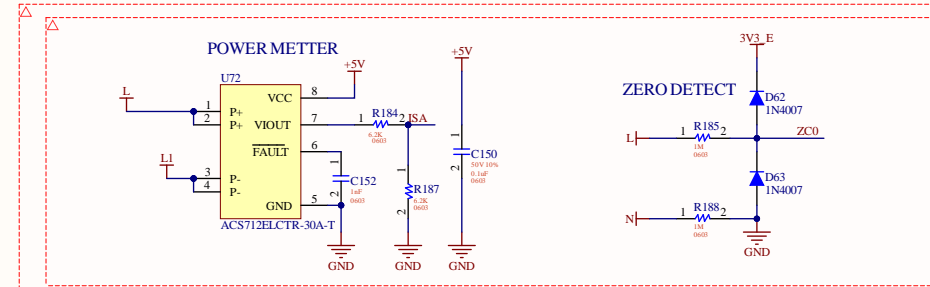 POWER METTER
U72
+5V
+5V
3V3_E
L
1
2
P+
P+
VCC
8
VIOUT
7
1
R184
2
ISA
6.2K
0603
FAULT
6
L1
3
4
P-
P-
GND
5
ACS712ELCTR-30A-T
1
2
C152
1nF
0603
1
2
R187
6.2K
0603
1
2
C150
50V 10%
0.1uF
0603
GND
GND
GND
ZERO DETECT
D62
1N4007
L
1
R185
2
1M
0603
ZC0
D63
1N4007
N
1
R188
2
1M
0603
GND